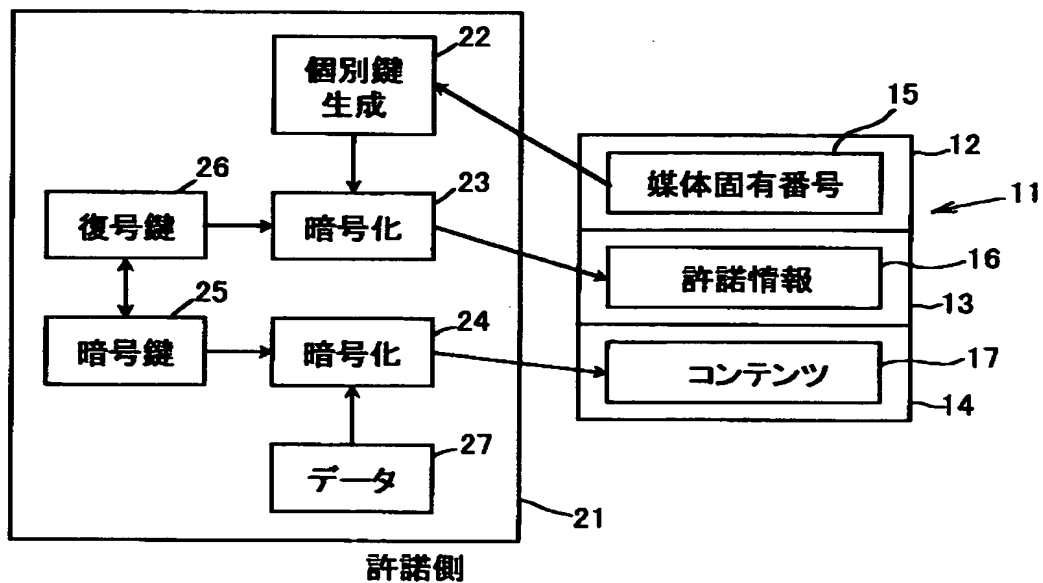 22
個別鍵
生成
15
12
媒体固有番号
11
26
23
復号鍵
暗号化
16
許諾情報
13
25
24
暗号鍵
暗号化
17
コンテンツ
14
27
データ
21
許諾側